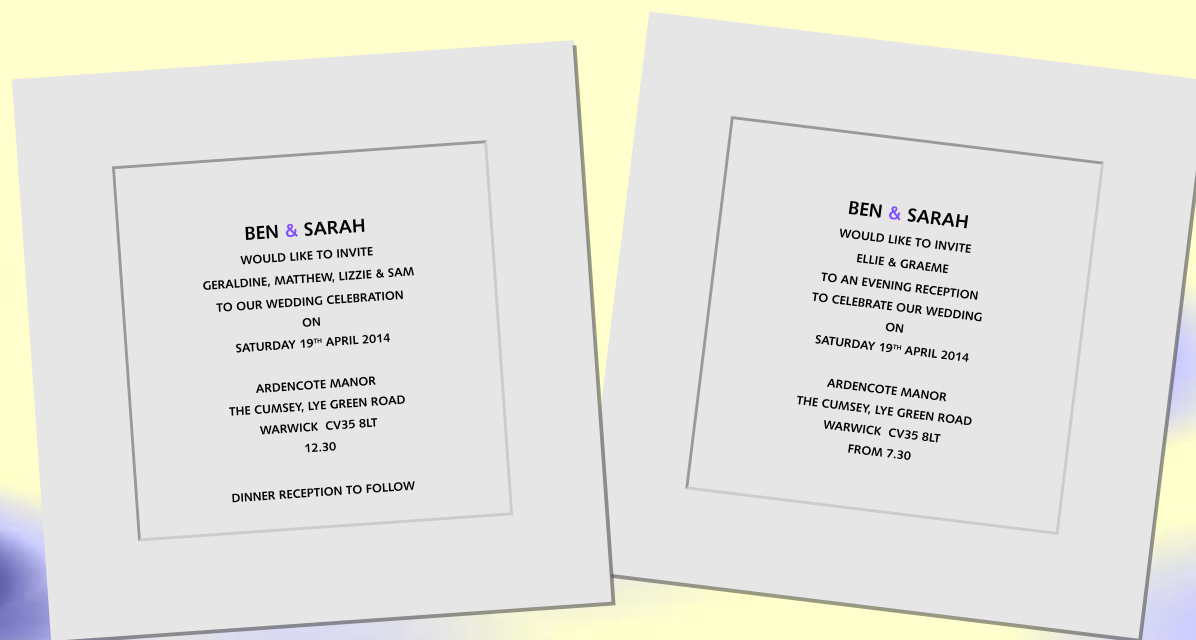 BEN & SARAH
WOULD LIKE TO INVITE
GERALDINE, MATTHEW, LIZZIE & SAM
TO OUR WEDDING CELEBRATION
ON
SATURDAY 19TH APRIL 2014
ARDENCOTE MANOR
THE CUMSEY, LYE GREEN ROAD
WARWICK  CV35 8LT
12.30
DINNER RECEPTION TO FOLLOW
BEN & SARAH
WOULD LIKE TO INVITE
ELLIE & GRAEME
TO AN EVENING RECEPTION
TO CELEBRATE OUR WEDDING
ON
SATURDAY 19TH APRIL 2014
ARDENCOTE MANOR
THE CUMSEY, LYE GREEN ROAD
WARWICK  CV35 8LT
FROM 7.30